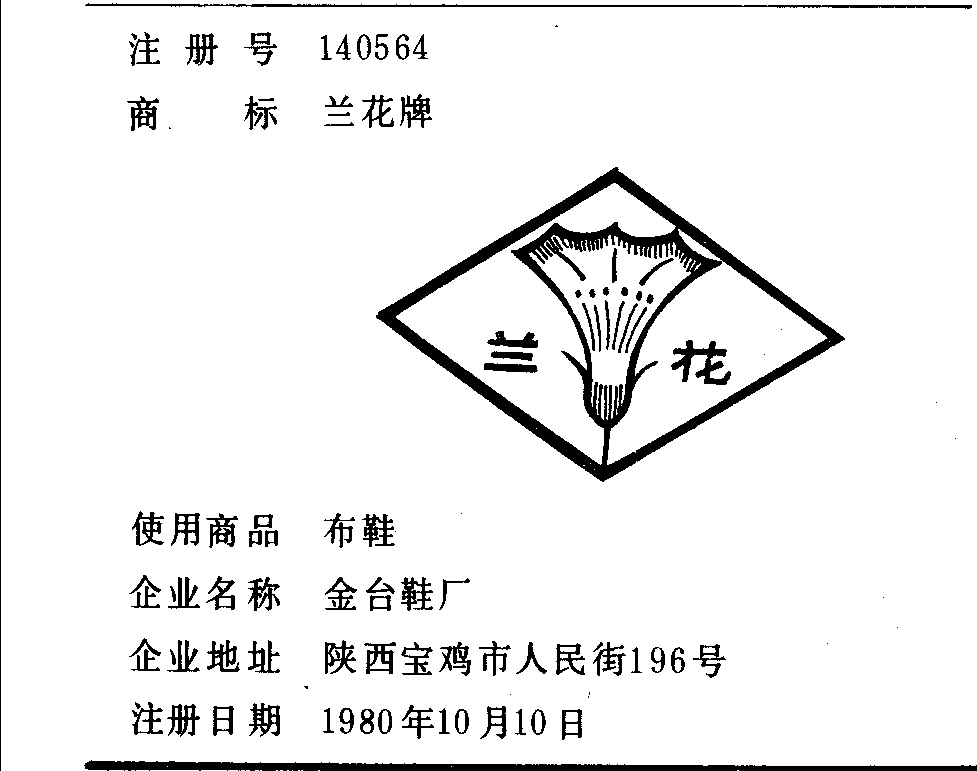 注册号 140564
商标 兰花牌
兰 花
使用商品 布鞋
企业名称 金台鞋厂
企业地址 陕西宝鸡市人民街196号
注册日期 1980年10月10日